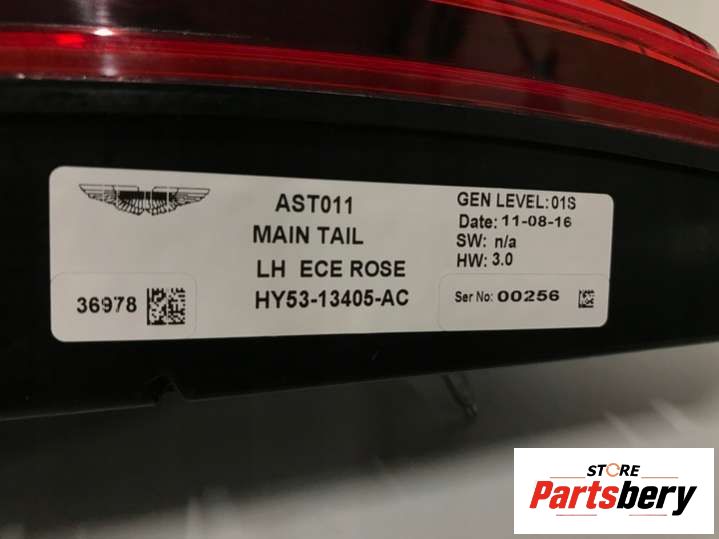 AST011
MAIN TAIL
LH ECE ROSE
HY53-13405-AC
36978
GEN LEVEL:01S
Date: 11-08-16
SW: n/a
HW: 3.0
Ser No: 00256
STORE
Partsbery